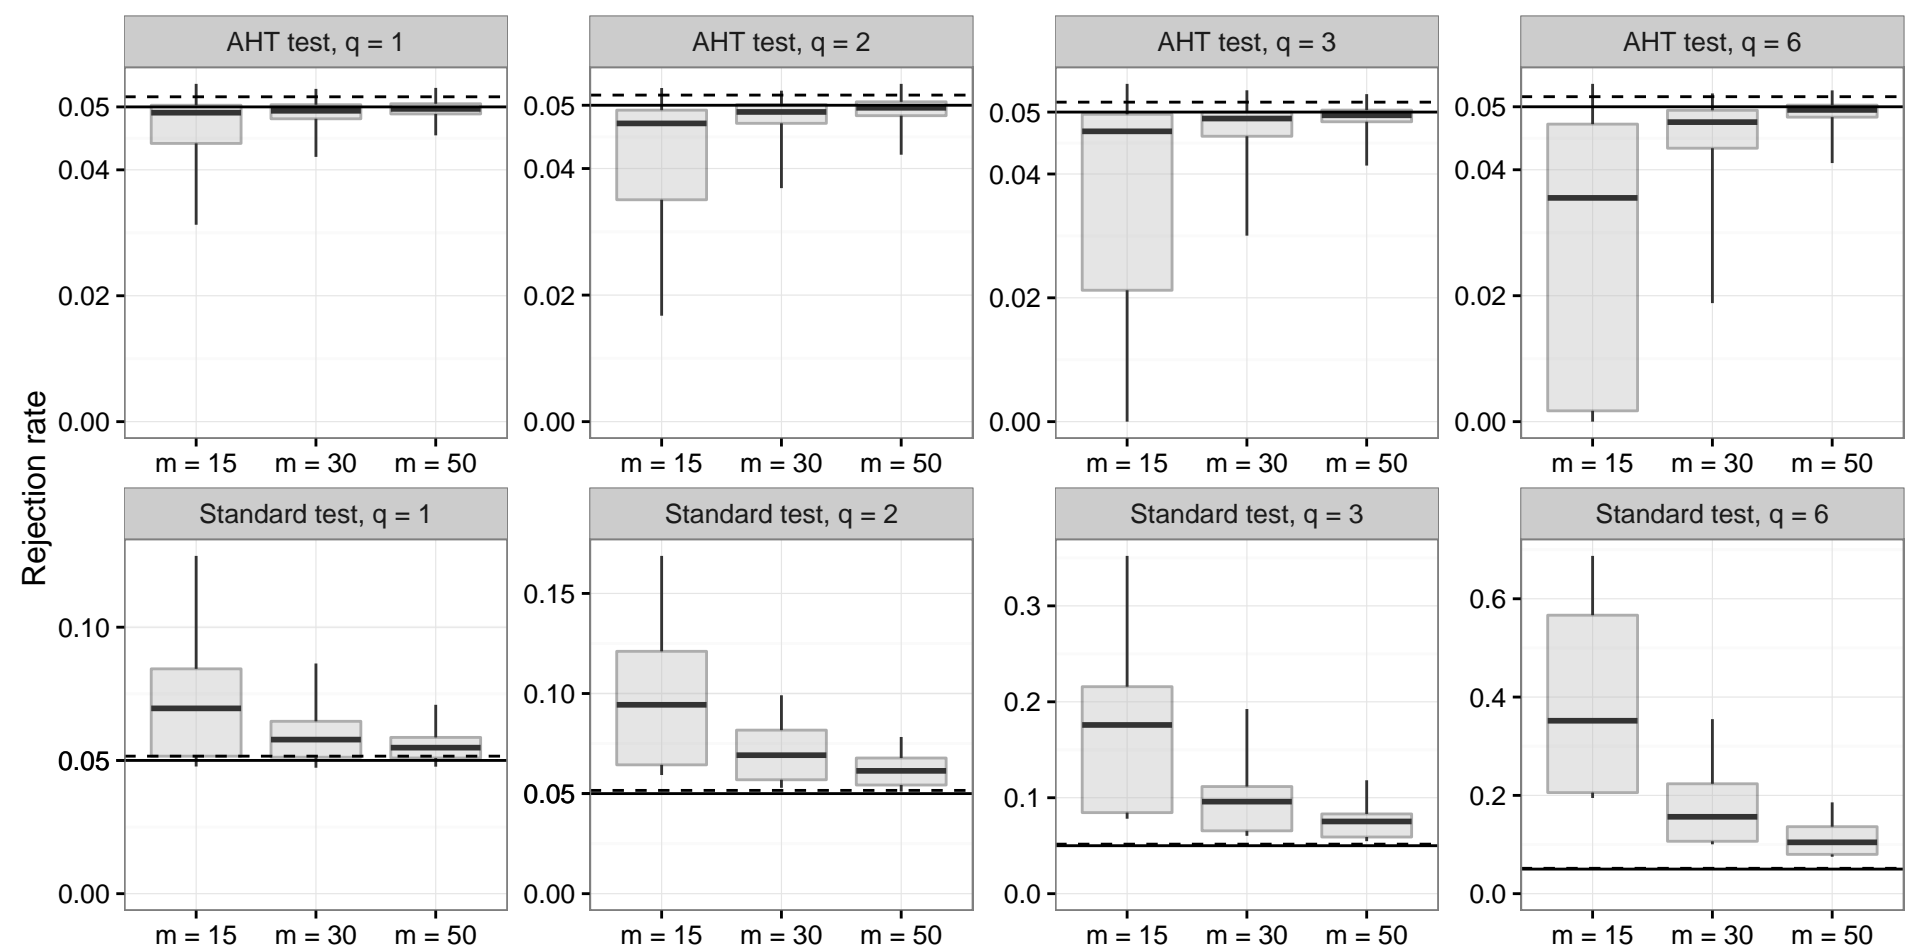 AHT test, q = 1 AHT test, q = 2 AHT test, q = 3 AHT test, q = 6
0.05 0.05 0.05 0.05
0.04 0.04 0.04 0.04
0.02 0.02 0.02 0.02
0.00 0.00 0.00 0.00
m = 15 m = 30 m = 50 m = 15 m = 30 m = 50 m = 15 m = 30 m = 50 m = 15 m = 30 m = 50
Rejection rate
Standard test, q = 1 Standard test, q = 2 Standard test, q = 3 Standard test, q = 6
0.10 0.15 0.3 0.6
0.05 0.10 0.2 0.4
0.00 0.05 0.1 0.2
0.00 0.0 0.0
m = 15 m = 30 m = 50 m = 15 m = 30 m = 50 m = 15 m = 30 m = 50 m = 15 m = 30 m = 50